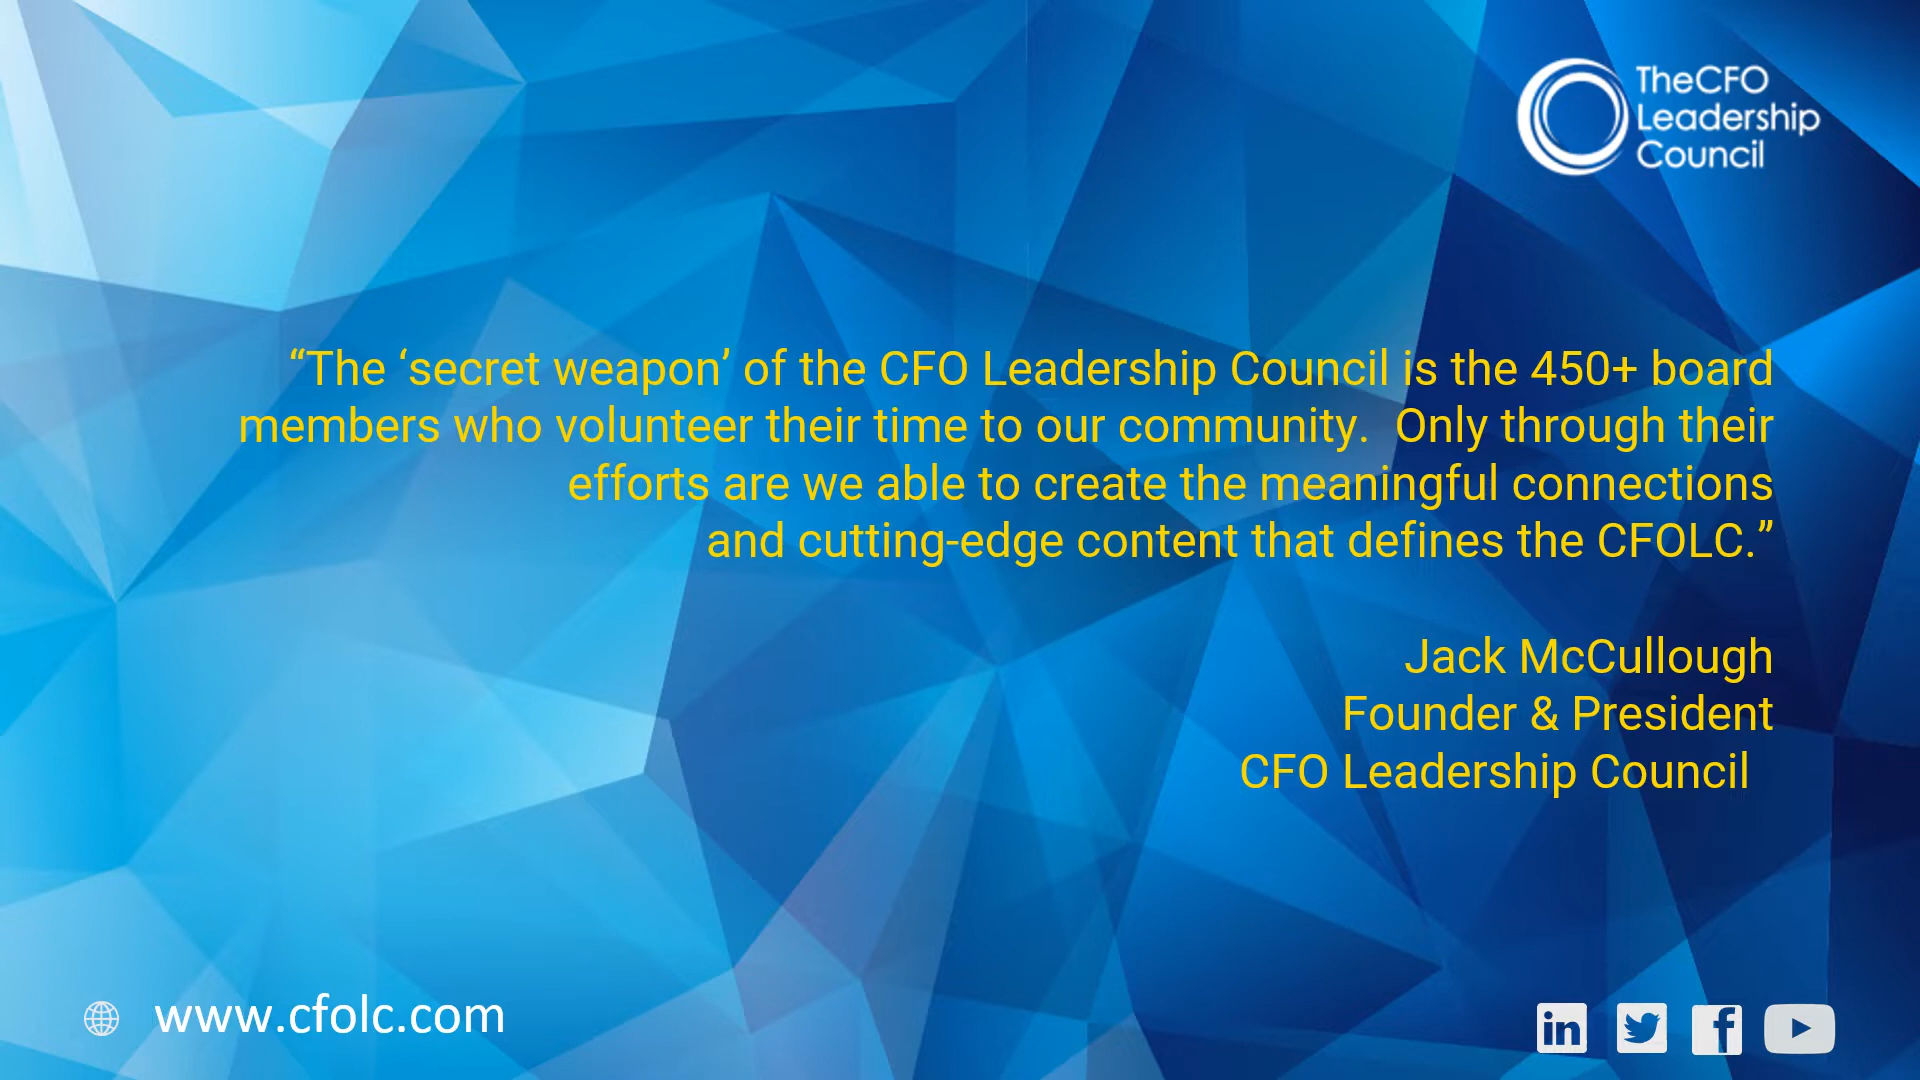 TheCFO
Leadership
Council
“The ‘secret weapon’ of the CFO Leadership Council is the 450+ board
members who volunteer their time to our community.  Only through their
efforts are we able to create the meaningful connections
and cutting-edge content that defines the CFOLC.”
Jack McCullough
Founder & President
CFO Leadership Council
www.cfolc.com
in
f